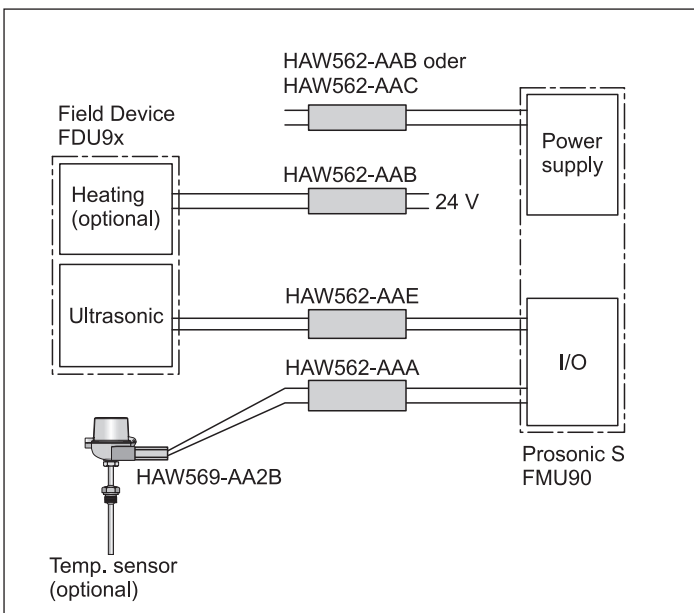 HAW562-AAB oder
HAW562-AAC
Field Device
FDU9x
Power
supply
HAW562-AAB
Heating
(optional)
24 V
HAW562-AAE
Ultrasonic
HAW562-AAA
I/O
HAW569-AA2B
Prosonic S
FMU90
Temp. sensor
(optional)